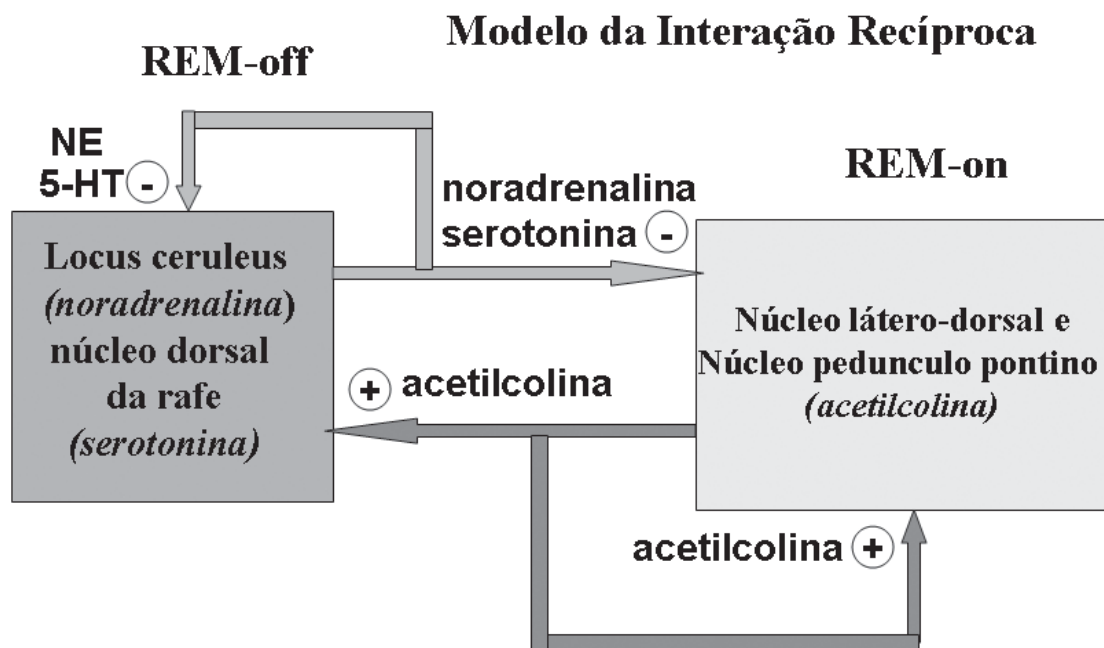 Modelo da Interação Recíproca
REM-off
NE
5-HT -
REM-on
noradrenalina
serotonina -
Locus ceruleus
(noradrenalina)
núcleo dorsal
da rafe
(serotonina)
Núcleo látero-dorsal e
Núcleo pedunculo pontino
(acetilcolina)
+ acetilcolina
acetilcolina +